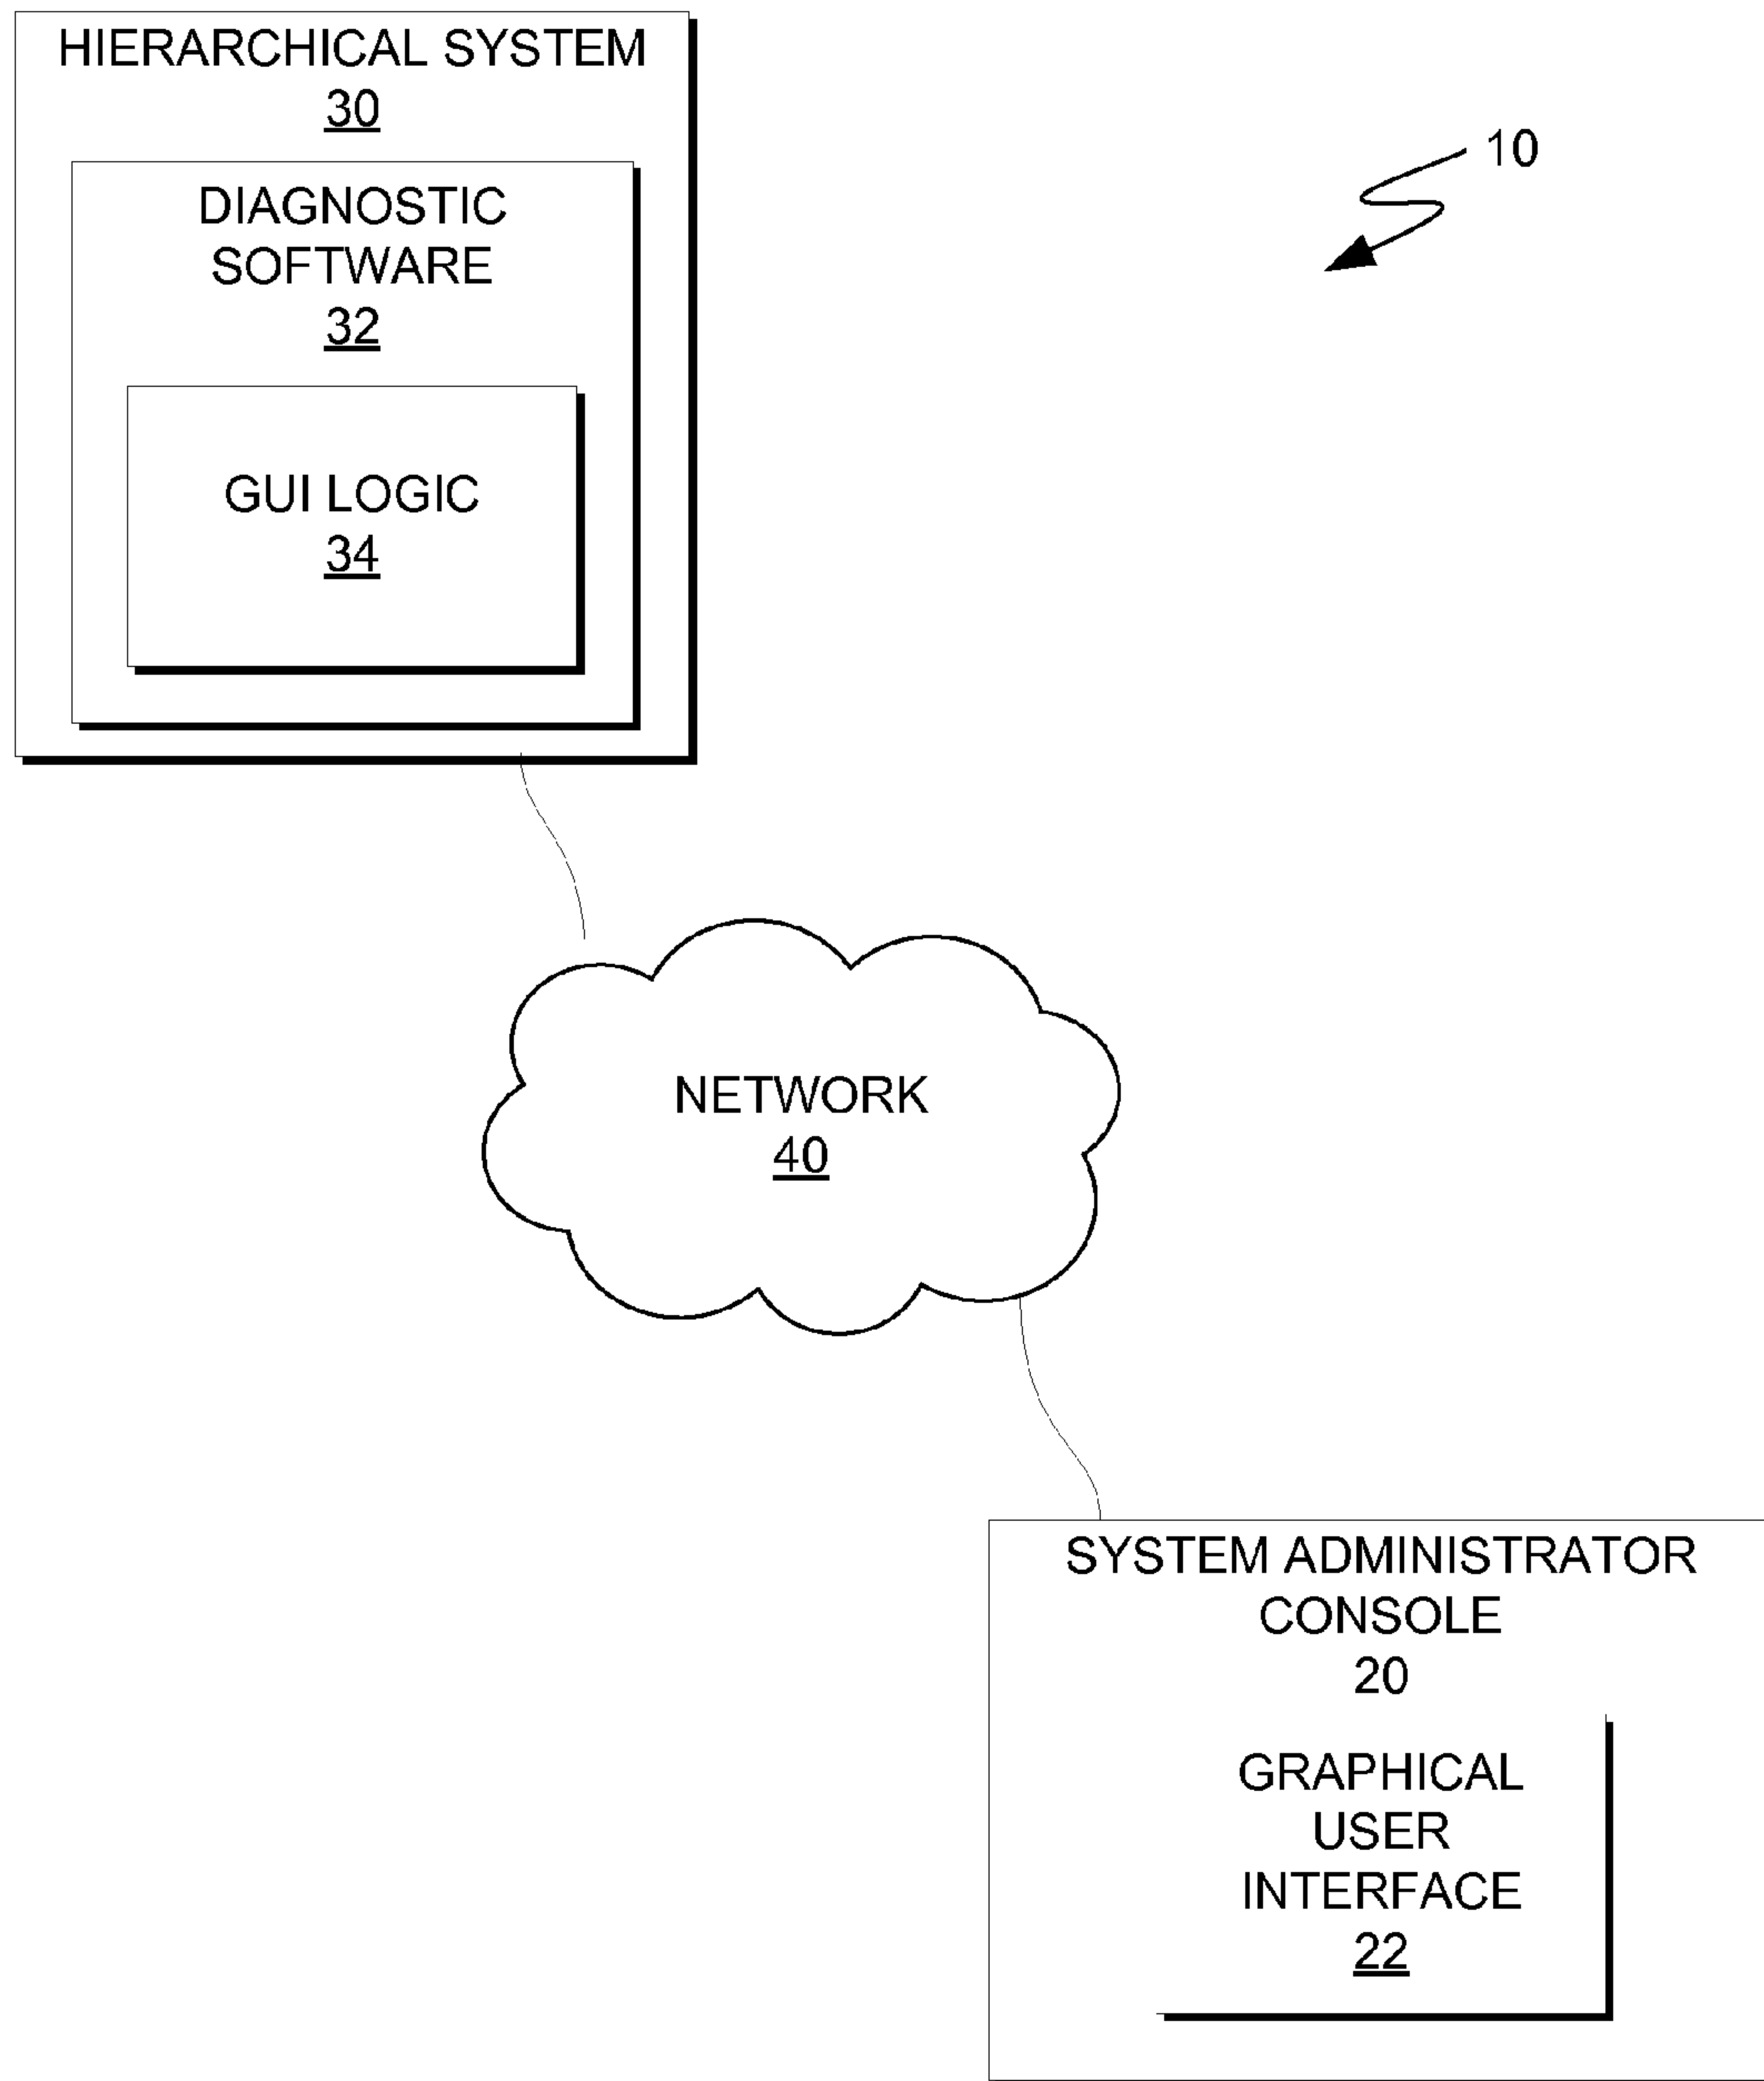 HIERARCHICAL SYSTEM
30
10
DIAGNOSTIC
SOFTWARE
32
GUI LOGIC
34
NETWORK
40
SYSTEM ADMINISTRATOR
CONSOLE
20
GRAPHICAL
USER
INTERFACE
22